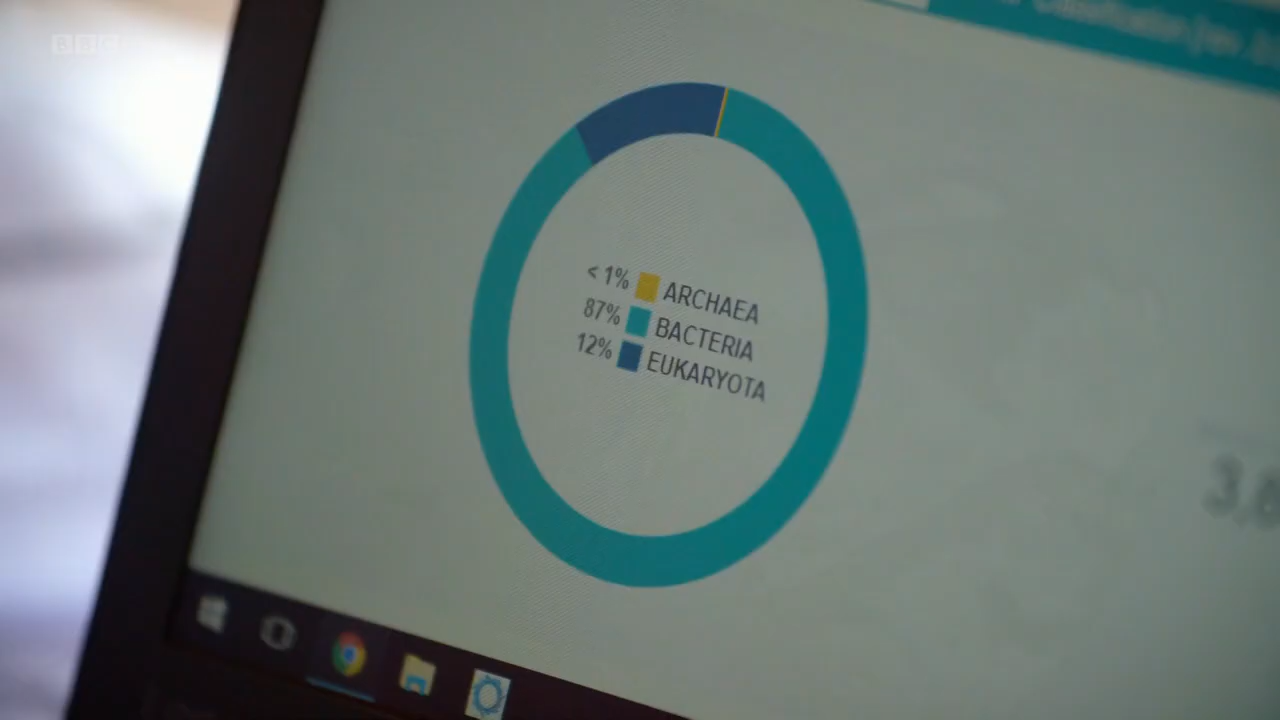 BBC
< 1% ARCHAEA
87% BACTERIA
12% EUKARYOTA